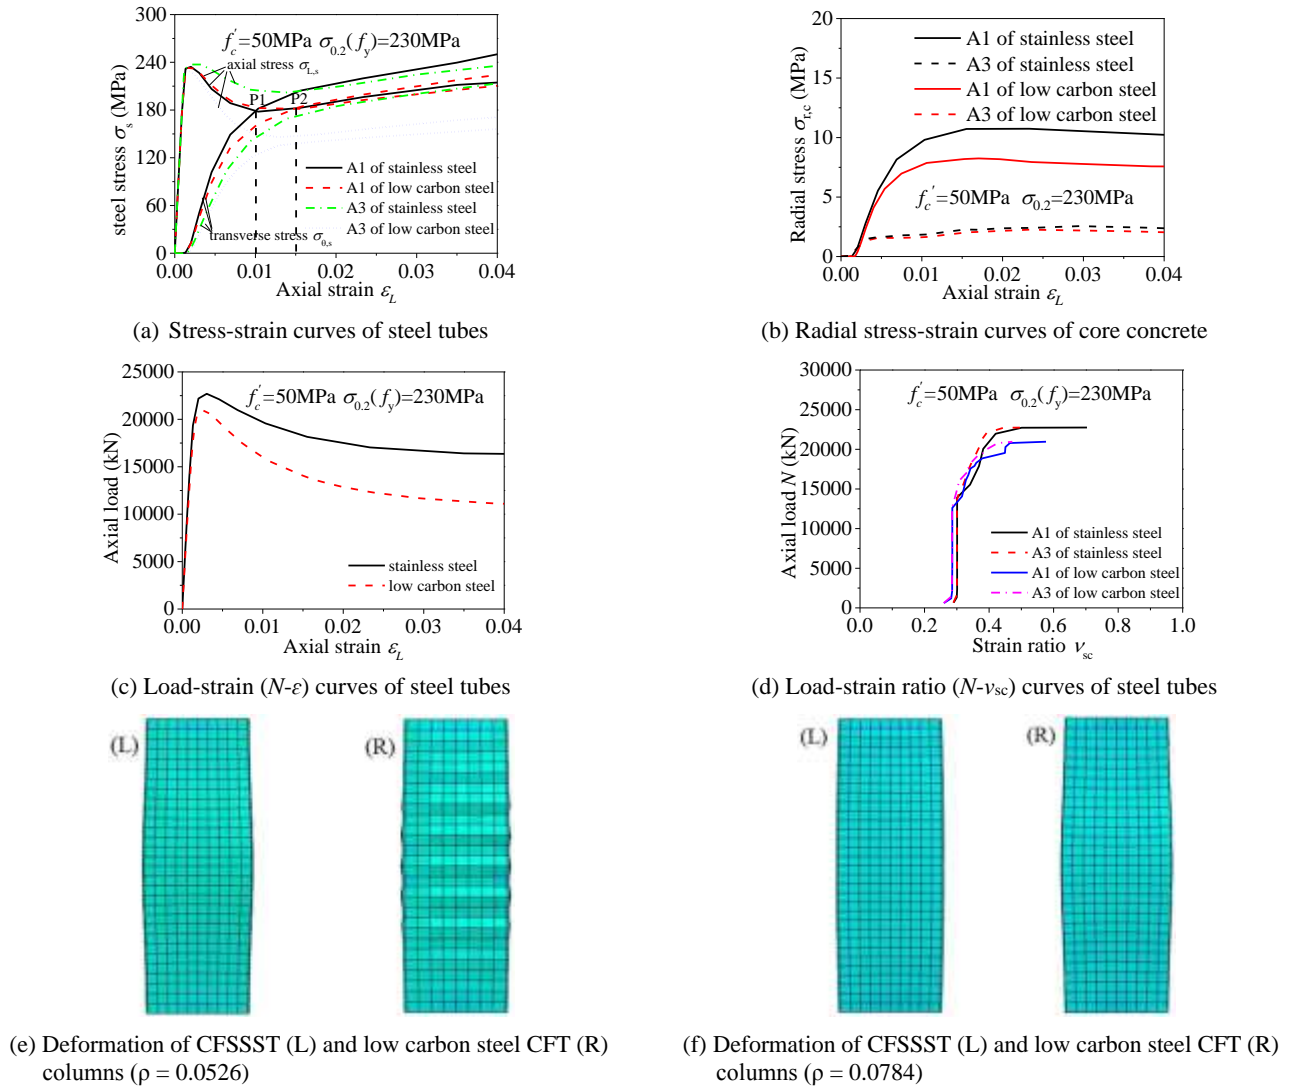 300
240
180
120
60
0
steel stress σs (MPa)
f'c=50MPa σ0.2(fy)=230MPa
axial stress σL,s
P1 P2
A1 of stainless steel
A1 of low carbon steel
A3 of stainless steel
A3 of low carbon steel
transverse stress σθ,s
0.00 0.01 0.02 0.03 0.04
Axial strain εL
(a) Stress-strain curves of steel tubes
20
15
10
5
0
Radial stress σr,c (MPa)
A1 of stainless steel
A3 of stainless steel
A1 of low carbon steel
A3 of low carbon steel
f'c=50MPa σ0.2=230MPa
0.00 0.01 0.02 0.03 0.04
Axial strain εL
(b) Radial stress-strain curves of core concrete
25000
20000
15000
10000
5000
0
Axial load (kN)
f'c=50MPa σ0.2(fy)=230MPa
stainless steel
low carbon steel
0.00 0.01 0.02 0.03 0.04
Axial strain εL
(c) Load-strain (N-ε) curves of steel tubes
30000
25000
20000
15000
10000
5000
0
Axial load N (kN)
f'c=50MPa σ0.2(fy)=230MPa
A1 of stainless steel
A3 of stainless steel
A1 of low carbon steel
A3 of low carbon steel
0.0 0.2 0.4 0.6 0.8 1.0
Strain ratio νsc
(d) Load-strain ratio (N-νsc) curves of steel tubes
(L) (R)
(e) Deformation of CFSSST (L) and low carbon steel CFT (R)
columns (ρ = 0.0526)
(L) (R)
(f) Deformation of CFSSST (L) and low carbon steel CFT (R)
columns (ρ = 0.0784)